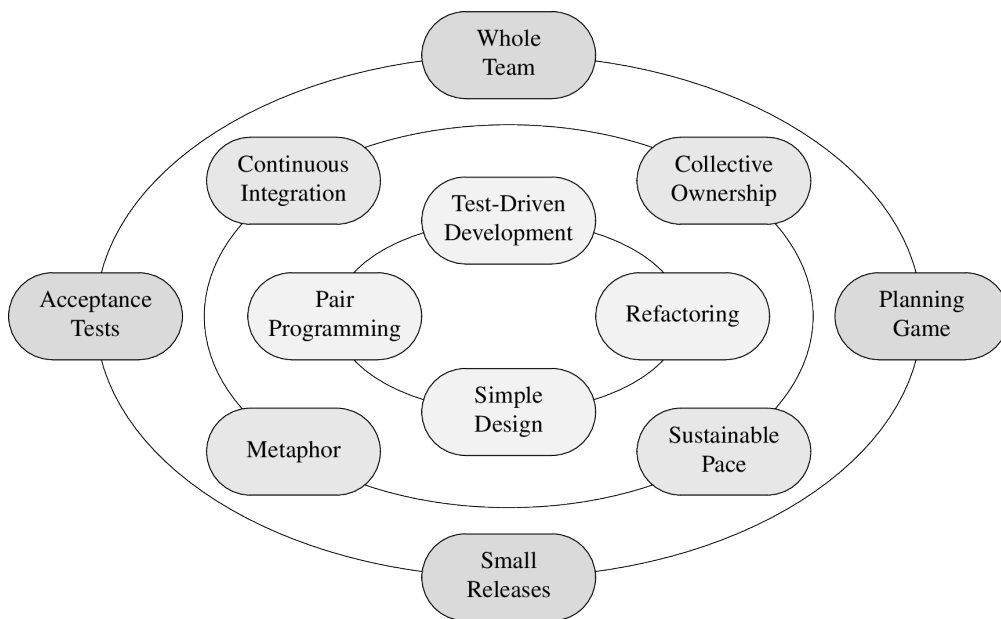 Whole
Team
Continuous
Integration
Collective
Ownership
Test-Driven
Development
Acceptance
Tests
Pair
Programming
Refactoring
Planning
Game
Simple
Design
Metaphor
Sustainable
Pace
Small
Releases